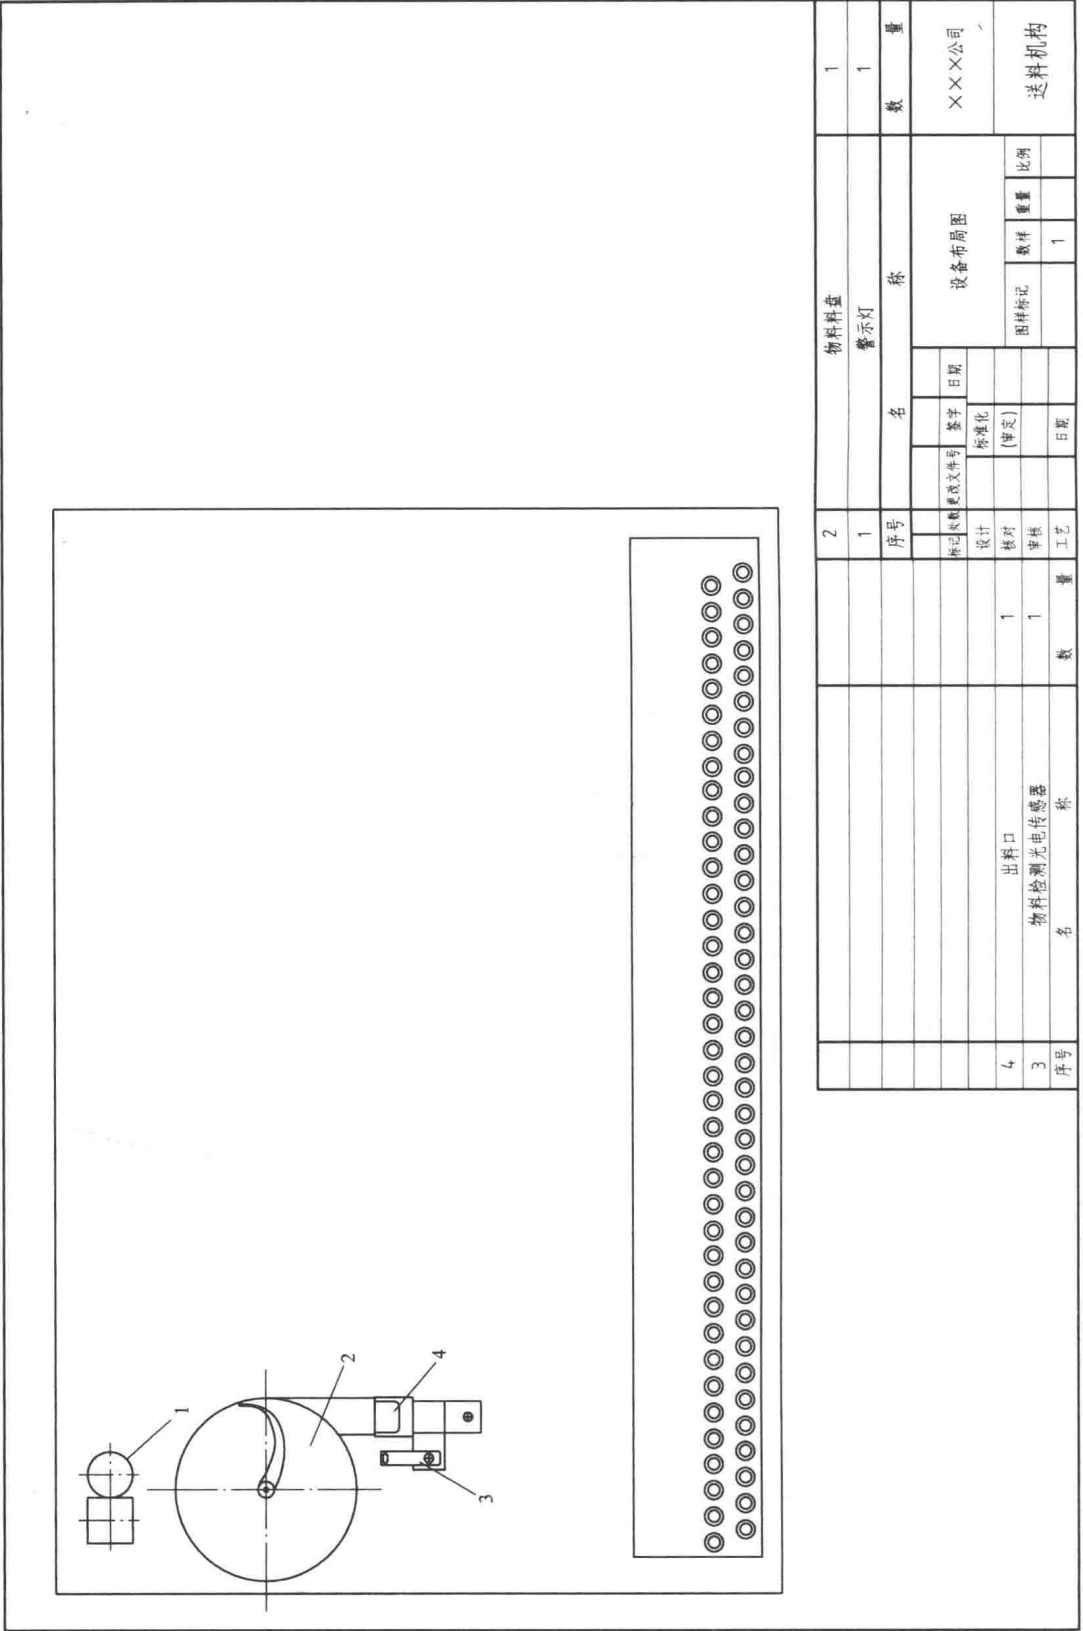 1
2
3
4
2 物料料盘 1
1 警示灯 1
序号 名 称 数 量
4 出料口 1
3 物料检测光电传感器 1
序号 名 称 数 量
标记 处数 更改文件号 签字 日期
设计 标准化
核对 (审定)
审核
工艺 日期
设备布局图
图样标记 数样 重量 比例
1
×××公司
送料机构